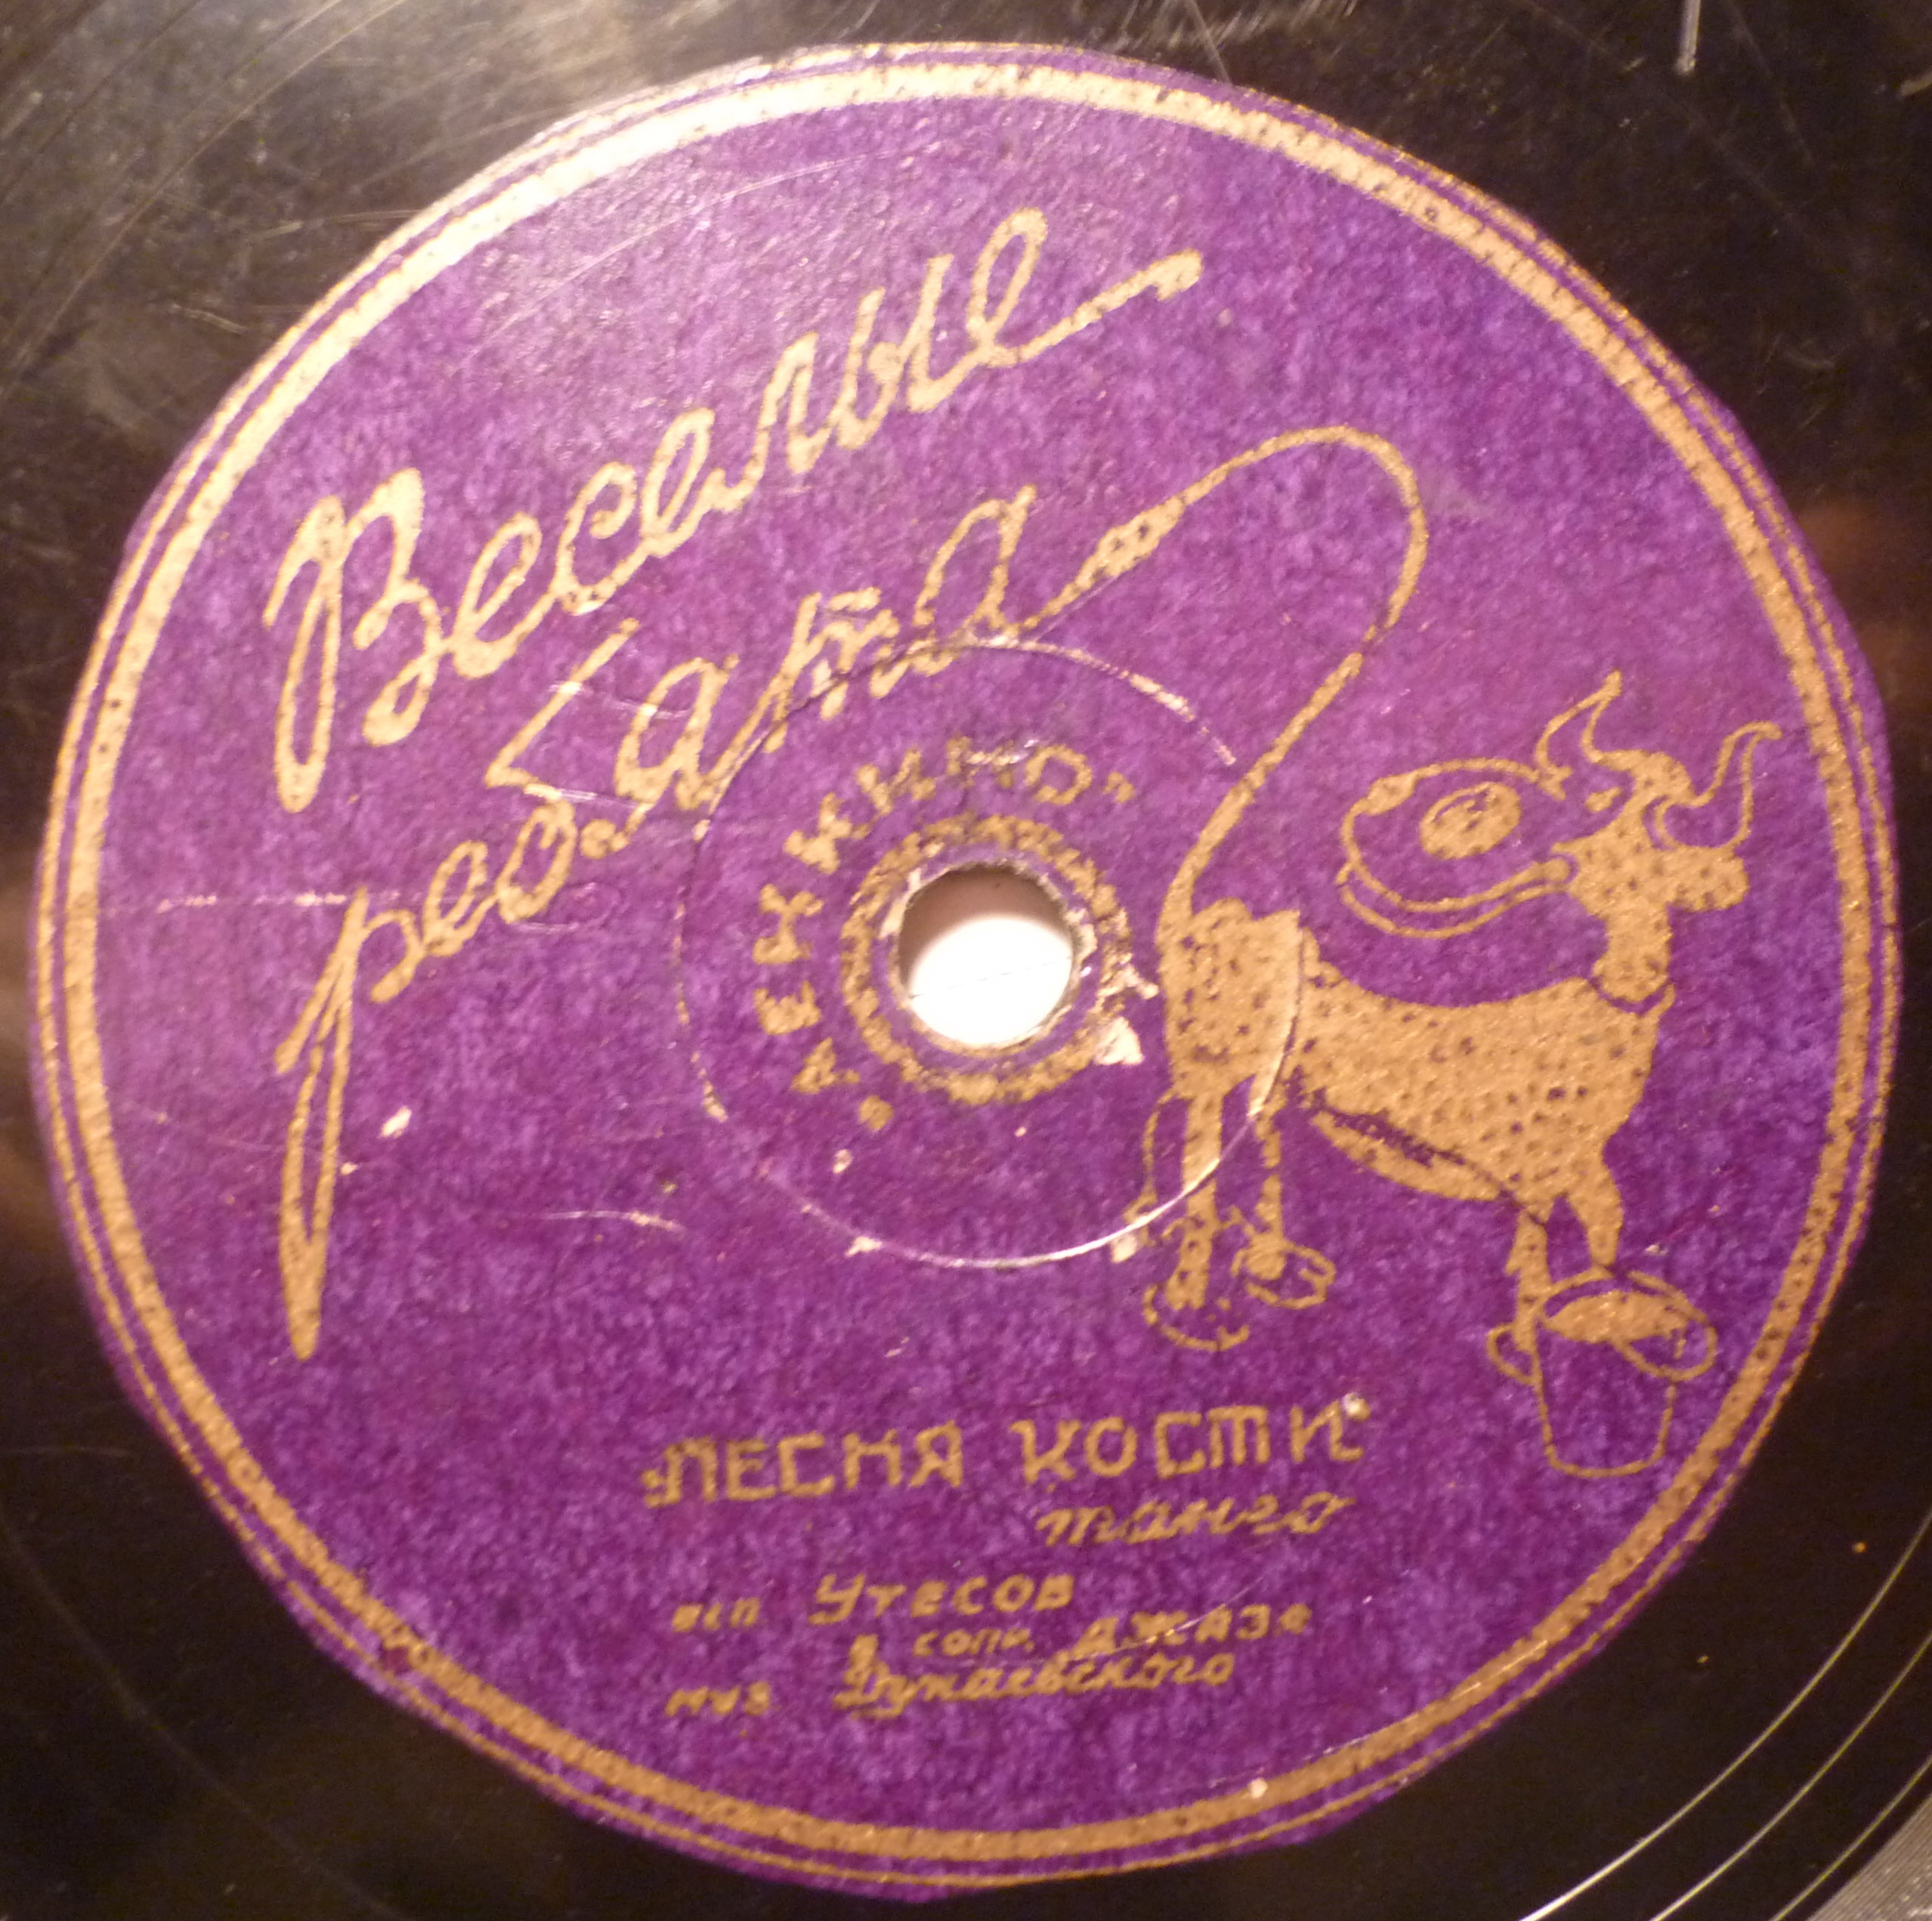 Веселые
ребята
"ЛЕНКИНО"
ПЕСНЯ КОСТИ
танго
исп Утесов
в сопр. ДЖАЗА
муз Дунаевского